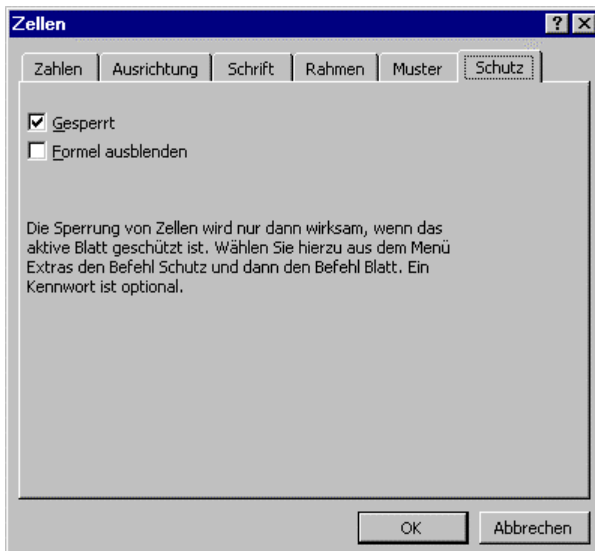 Zellen
Zahlen Ausrichtung Schrift Rahmen Muster Schutz
Gesperrt
Formel ausblenden
Die Sperrung von Zellen wird nur dann wirksam, wenn das
aktive Blatt geschützt ist. Wählen Sie hierzu aus dem Menü
Extras den Befehl Schutz und dann den Befehl Blatt. Ein
Kennwort ist optional.
OK Abbrechen